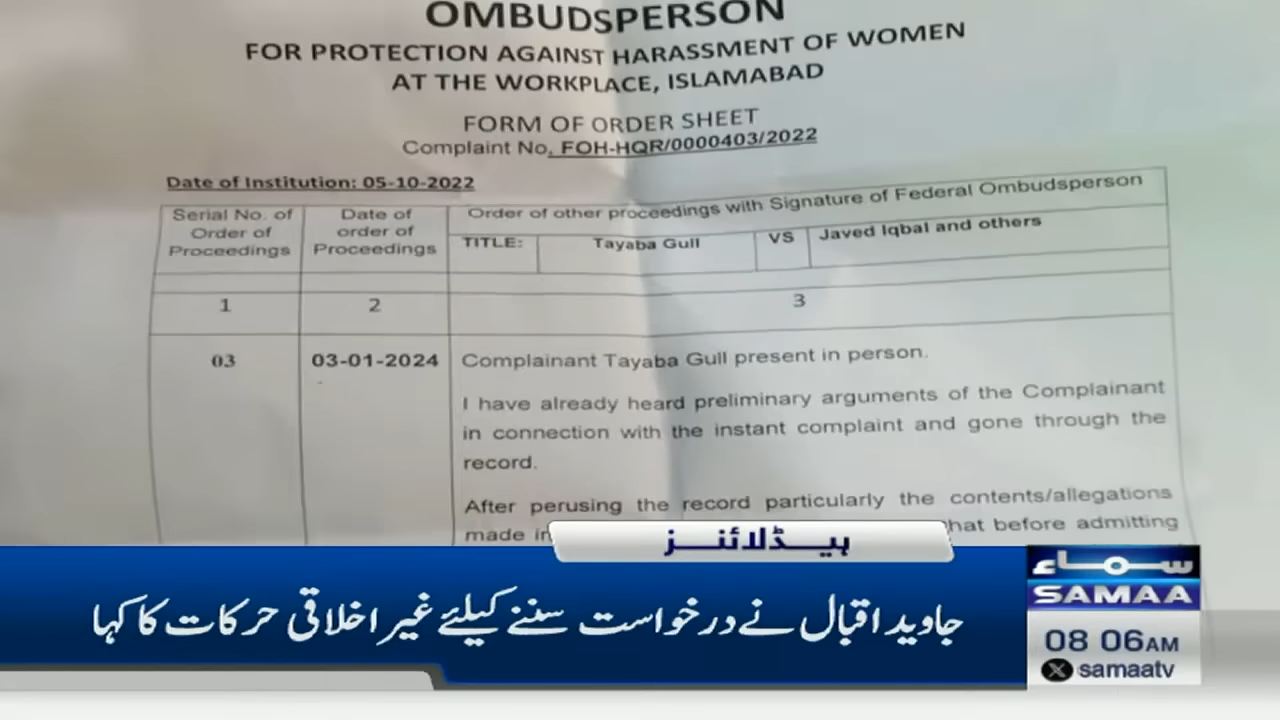 OMBUDSPERSON
FOR PROTECTION AGAINST HARASSMENT OF WOMEN
AT THE WORKPLACE, ISLAMABAD
FORM OF ORDER SHEET
Complaint No. FOH-HQR/0000403/2022
Date of Institution: 05-10-2022
Serial No. of Order of Proceedings
Date of order of Proceedings
Order of other proceedings with Signature of Federal Ombudsperson
TITLE: Tayaba Gull VS Javed Iqbal and others
1 2 3
03 03-01-2024 Complainant Tayaba Gull present in person.
I have already heard preliminary arguments of the Complainant
in connection with the instant complaint and gone through the
record.
After perusing the record particularly the contents/allegations
made in that before admitting
ہیڈلائنز
جاوید اقبال نے درخواست سننے کیلئے غیر اخلاقی حرکات کا کہا
سماء
SAMAA
08 06AM
X samaatv